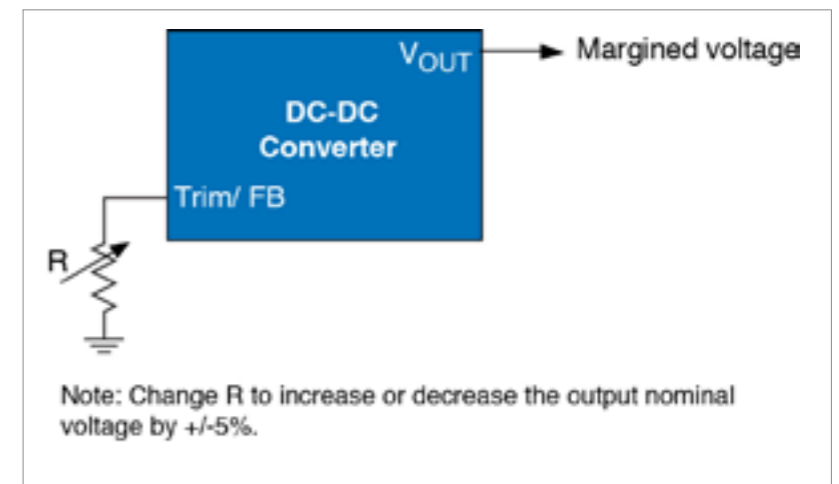 VOUT
Margined voltage
DC-DC
Converter
Trim/ FB
R
Note: Change R to increase or decrease the output nominal
voltage by +/-5%.